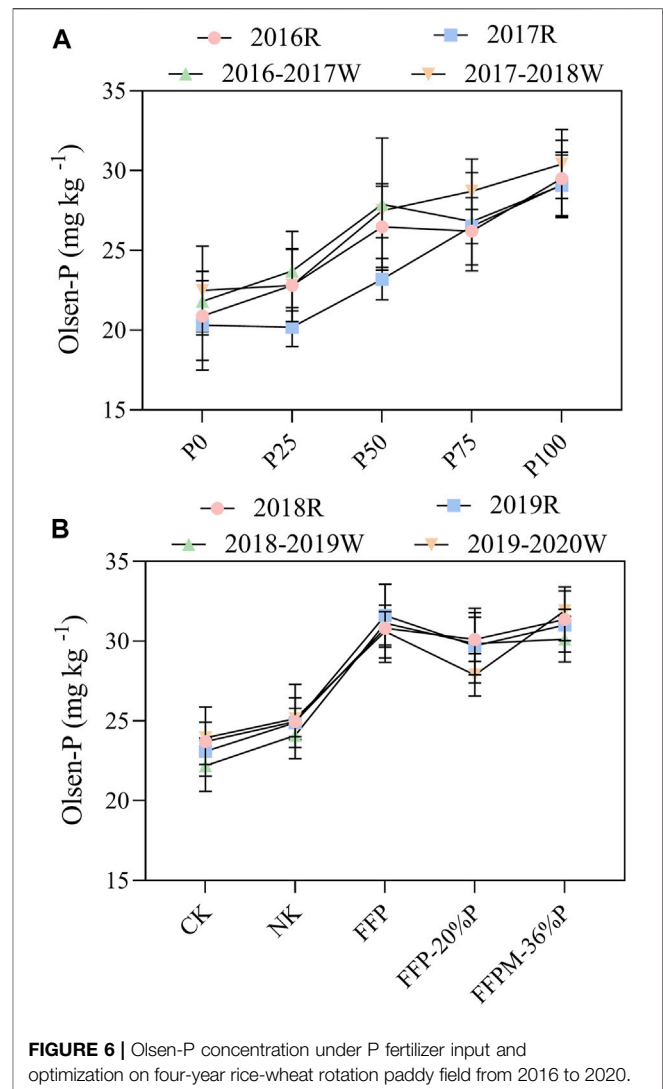 A
2016R
2017R
2016-2017W
2017-2018W
35
30
25
20
15
Olsen-P (mg kg⁻¹)
P0
P25
P50
P75
P100
B
2018R
2019R
2018-2019W
2019-2020W
35
30
25
20
15
Olsen-P (mg kg⁻¹)
CK
NK
FFP
FFP-20%P
FFPM-36%P
FIGURE 6 | Olsen-P concentration under P fertilizer input and
optimization on four-year rice-wheat rotation paddy field from 2016 to 2020.